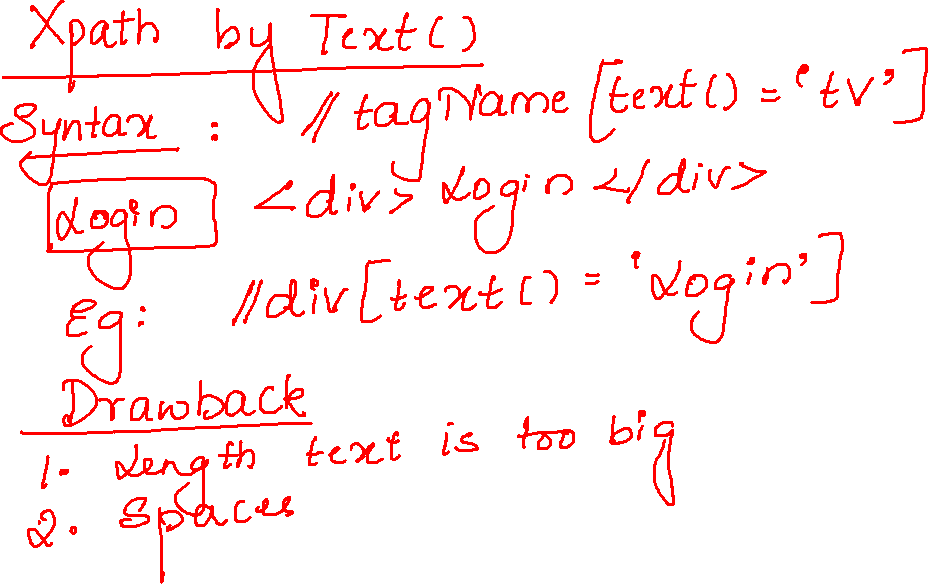 Xpath by Text()
Syntax : //tagName[text()='tv']
Login <div> Login </div>
Eg: //div[text()='Login']
Drawback
1. Length text is too big
2. Spaces